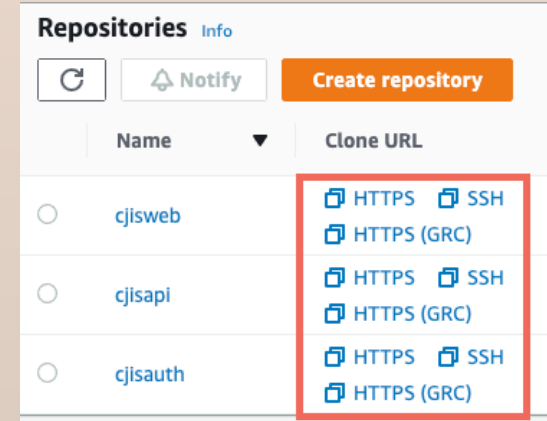 Repositories Info
Notify Create repository
Name Clone URL
cjisweb
HTTPS SSH
HTTPS (GRC)
cjisapi
HTTPS SSH
HTTPS (GRC)
cjisauth
HTTPS SSH
HTTPS (GRC)